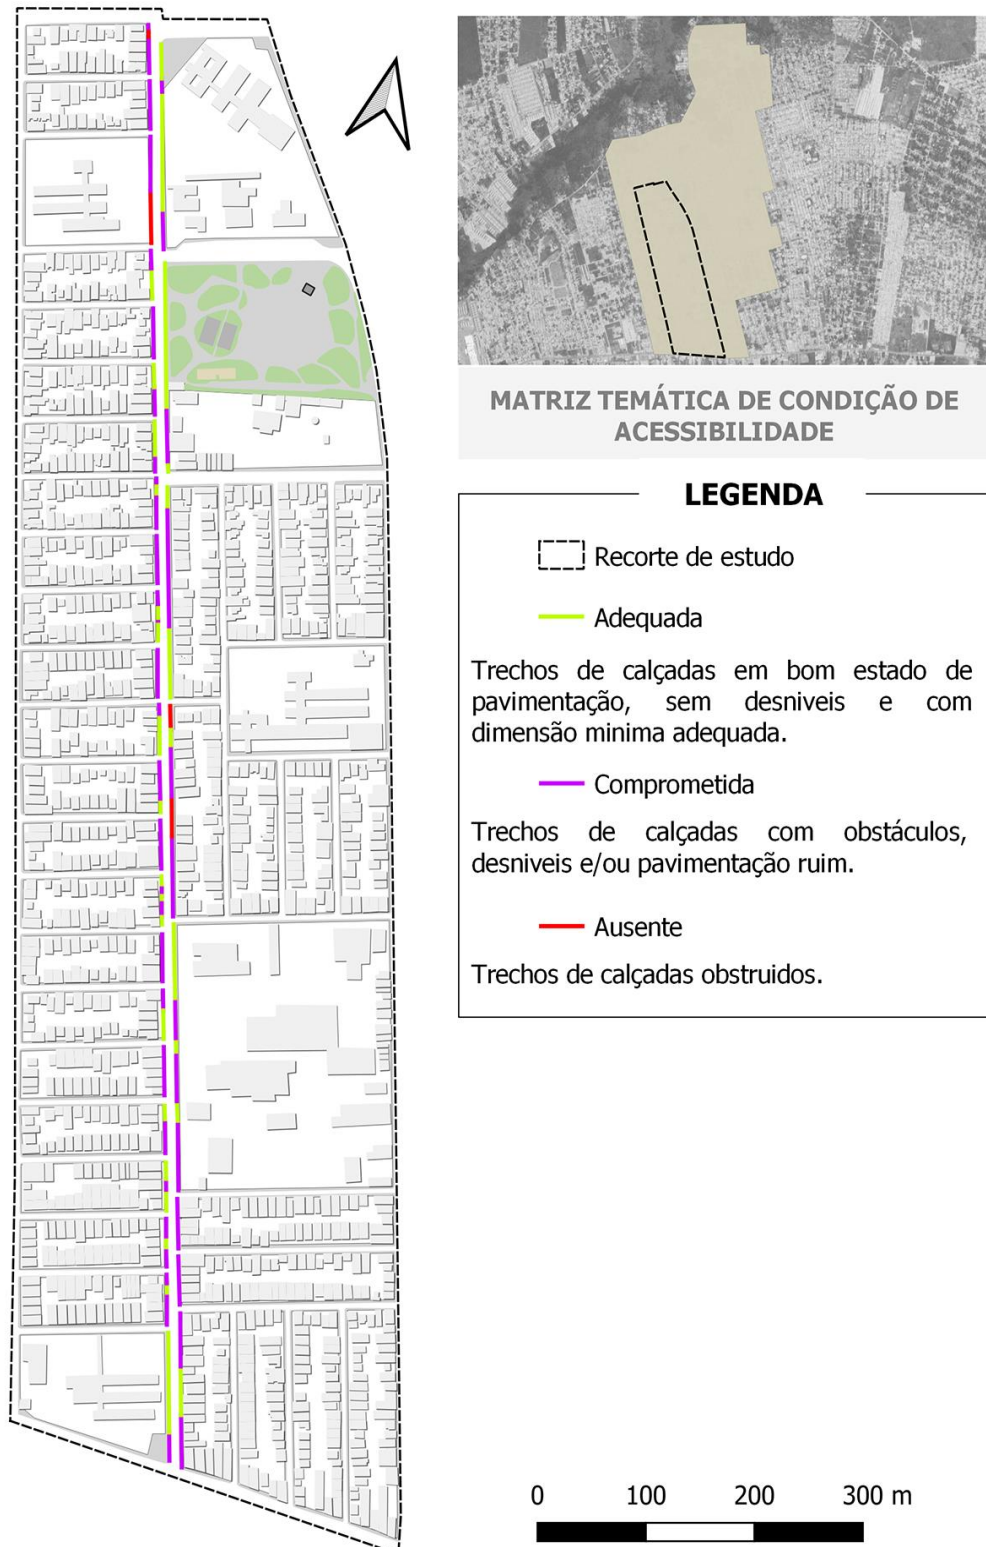 MATRIZ TEMÁTICA DE CONDIÇÃO DE
ACESSIBILIDADE
LEGENDA
Recorte de estudo
Adequada
Trechos de calçadas em bom estado de
pavimentação, sem desniveis e com
dimensão minima adequada.
Comprometida
Trechos de calçadas com obstáculos,
desniveis e/ou pavimentação ruim.
Ausente
Trechos de calçadas obstruidos.
0 100 200 300 m